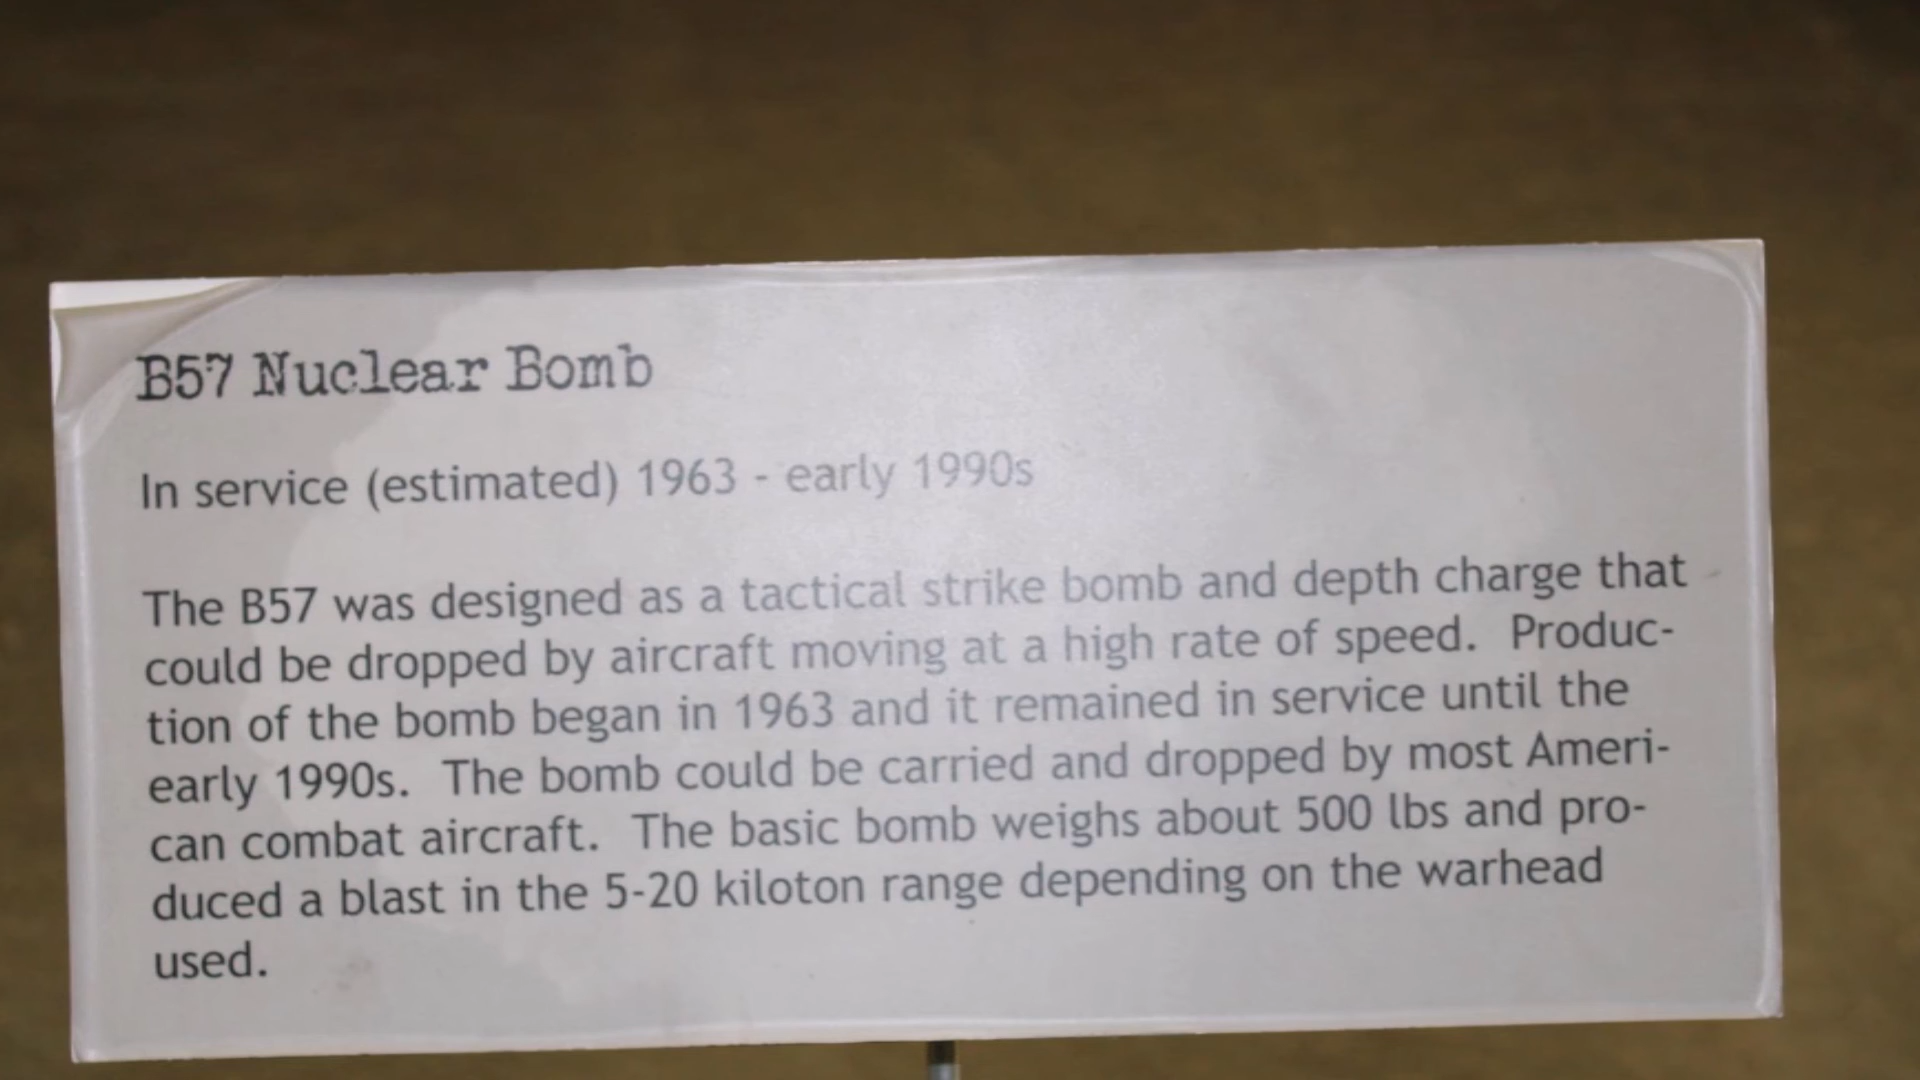 B57 Nuclear Bomb
In service (estimated) 1963 - early 1990s
The B57 was designed as a tactical strike bomb and depth charge that
could be dropped by aircraft moving at a high rate of speed. Produc-
tion of the bomb began in 1963 and it remained in service until the
early 1990s. The bomb could be carried and dropped by most Ameri-
can combat aircraft. The basic bomb weighs about 500 lbs and pro-
duced a blast in the 5-20 kiloton range depending on the warhead
used.